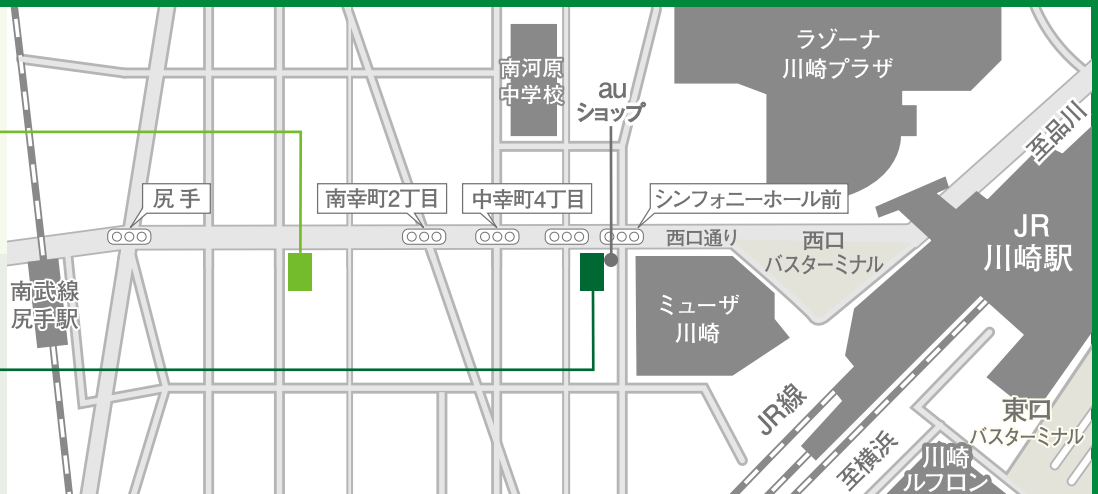 ラゾーナ
川崎プラザ
南河原
中学校
au
ショップ
至品川
尻手
南幸町2丁目
中幸町4丁目
シンフォニーホール前
西口通り
西口
バスターミナル
JR
川崎駅
南武線
尻手駅
ミューザ
川崎
JR線
至横浜
東口
バスターミナル
川崎
ルフロン